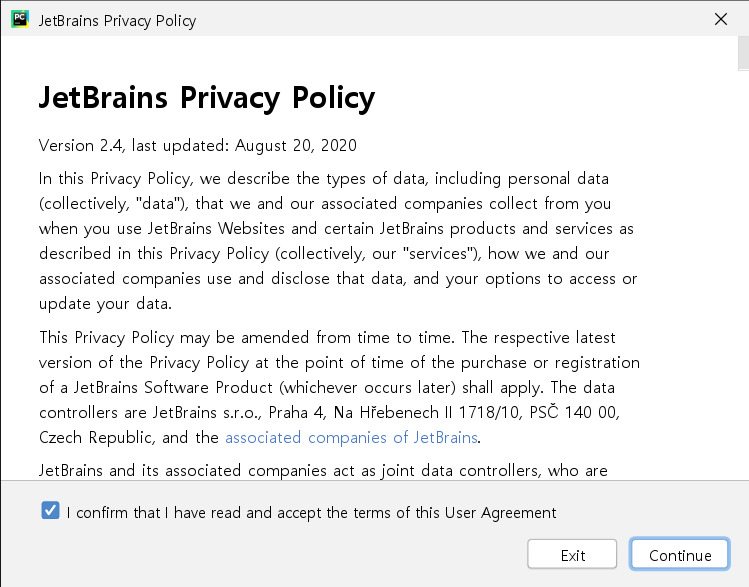 PC
JetBrains Privacy Policy
JetBrains Privacy Policy
Version 2.4, last updated: August 20, 2020
In this Privacy Policy, we describe the types of data, including personal data
(collectively, "data"), that we and our associated companies collect from you
when you use JetBrains Websites and certain JetBrains products and services as
described in this Privacy Policy (collectively, our "services"), how we and our
associated companies use and disclose that data, and your options to access or
update your data.
This Privacy Policy may be amended from time to time. The respective latest
version of the Privacy Policy at the point of time of the purchase or registration
of a JetBrains Software Product (whichever occurs later) shall apply. The data
controllers are JetBrains s.r.o., Praha 4, Na Hřebenech II 1718/10, PSČ 140 00,
Czech Republic, and the associated companies of JetBrains.
JetBrains and its associated companies act as joint data controllers, who are
I confirm that I have read and accept the terms of this User Agreement
Exit
Continue